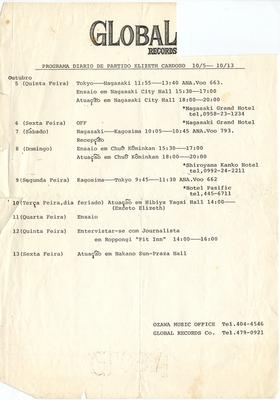 GLOBAL
RECORDS
PROGRAMA DIARIO DE PARTIDO ELIZETH CARDOSO 10/5—— 10/13
Outubro
5 (Quinta Feira) Tokyo——Nagasaki 11:55——13:40 ANA.Voo 663.
Ensaio em Nagasaki City Hall 15:30——17:00
Atuação em Nagasaki City Hall 18:00——20:00
*Nagasaki Grand Hotel
tel,0958-23-1234
*Nagasaki Grand Hotel
6 (Sexta Feira) OFF
7 (Sábado) Nagasaki——Kagosima 10:05——10:45 ANA.Voo 793.
Recepção
8 (Domingo) Ensaio em Chuō Kōminkan 15:30——17:00
Atuação em Chuō Kōminkan 18:00——20:00
*Shiroyama Kanko Hotel
tel,0992-24-2211
9 (Segunda Feira) Kagosima——Tokyo 9:45——11:30 ANA.Voo 662
*Hotel Pasific
tel,445-6711
10 (Terça Feira,dia feriado) Atuação em Hibiya Yagai Hall 14:00——
(Exceto Elizeth)
11 (Quarta Feira) Ensaio
12 (Quinta Feira) Entervistar-se com Journalista
em Roppongi "Pit Inn" 14:00——16:00
13 (Sexta Feira) Atuação em Nakano Sun-Praza Hall
OZAWA MUSIC OFFICE Tel.404-4546
GLOBAL RECORDS Co. Tel.479-0921